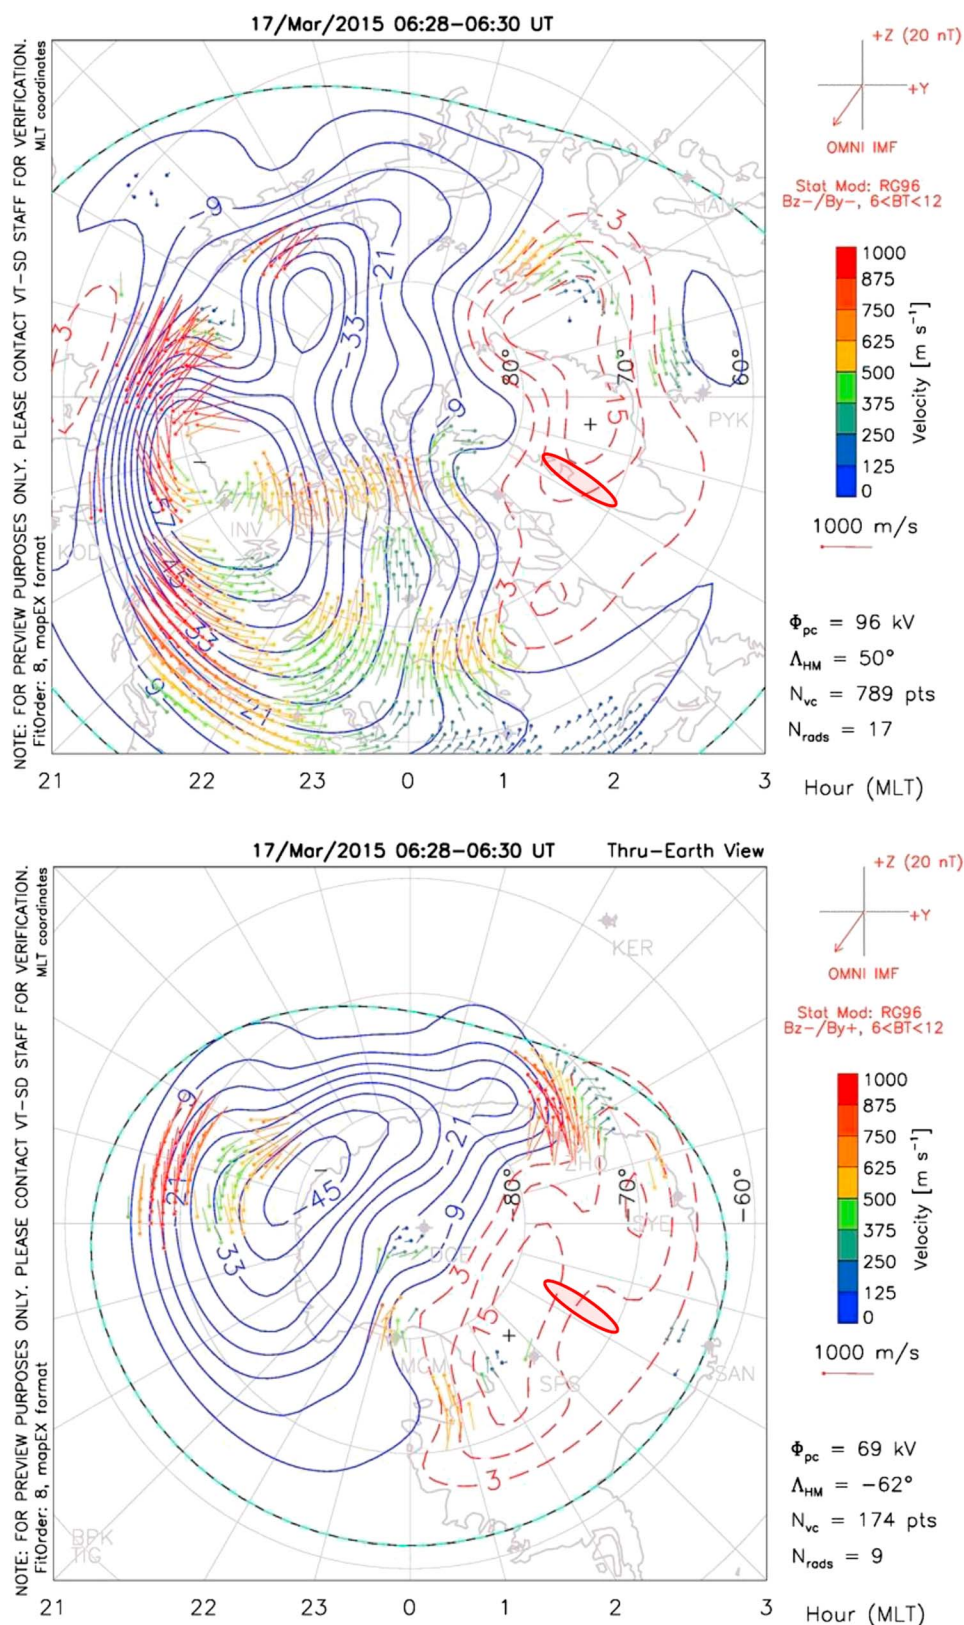 17/Mar/2015 06:28-06:30 UT
NOTE: FOR PREVIEW PURPOSES ONLY. PLEASE CONTACT VT-SD STAFF FOR VERIFICATION.
FitOrder: 8, mapEX format
MLT coordinates
+Z (20 nT)
+Y
OMNI IMF
Stat Mod: RG96
Bz-/By-, 6<BT<12
HAN
PYK
KOD
INV
-9
-21
-33
-9
3
3
15
3
80°
70°
60°
-45
-33
-21
1000
875
750
625
500
375
250
125
0
Velocity [m s⁻¹]
1000 m/s
Φpc = 96 kV
ΛHM = 50°
Nvc = 789 pts
Nrads = 17
21 22 23 0 1 2 3 Hour (MLT)
17/Mar/2015 06:28-06:30 UT Thru-Earth View
NOTE: FOR PREVIEW PURPOSES ONLY. PLEASE CONTACT VT-SD STAFF FOR VERIFICATION.
FitOrder: 8, mapEX format
MLT coordinates
+Z (20 nT)
+Y
OMNI IMF
Stat Mod: RG96
Bz-/By+, 6<BT<12
KER
-9
-21
-21
-33
-45
-9
ZHO
SYE
DCE
MCM
SPS
SAN
BPK
TIG
-80°
-70°
-60°
3
15
3
1000
875
750
625
500
375
250
125
0
Velocity [m s⁻¹]
1000 m/s
Φpc = 69 kV
ΛHM = -62°
Nvc = 174 pts
Nrads = 9
21 22 23 0 1 2 3 Hour (MLT)